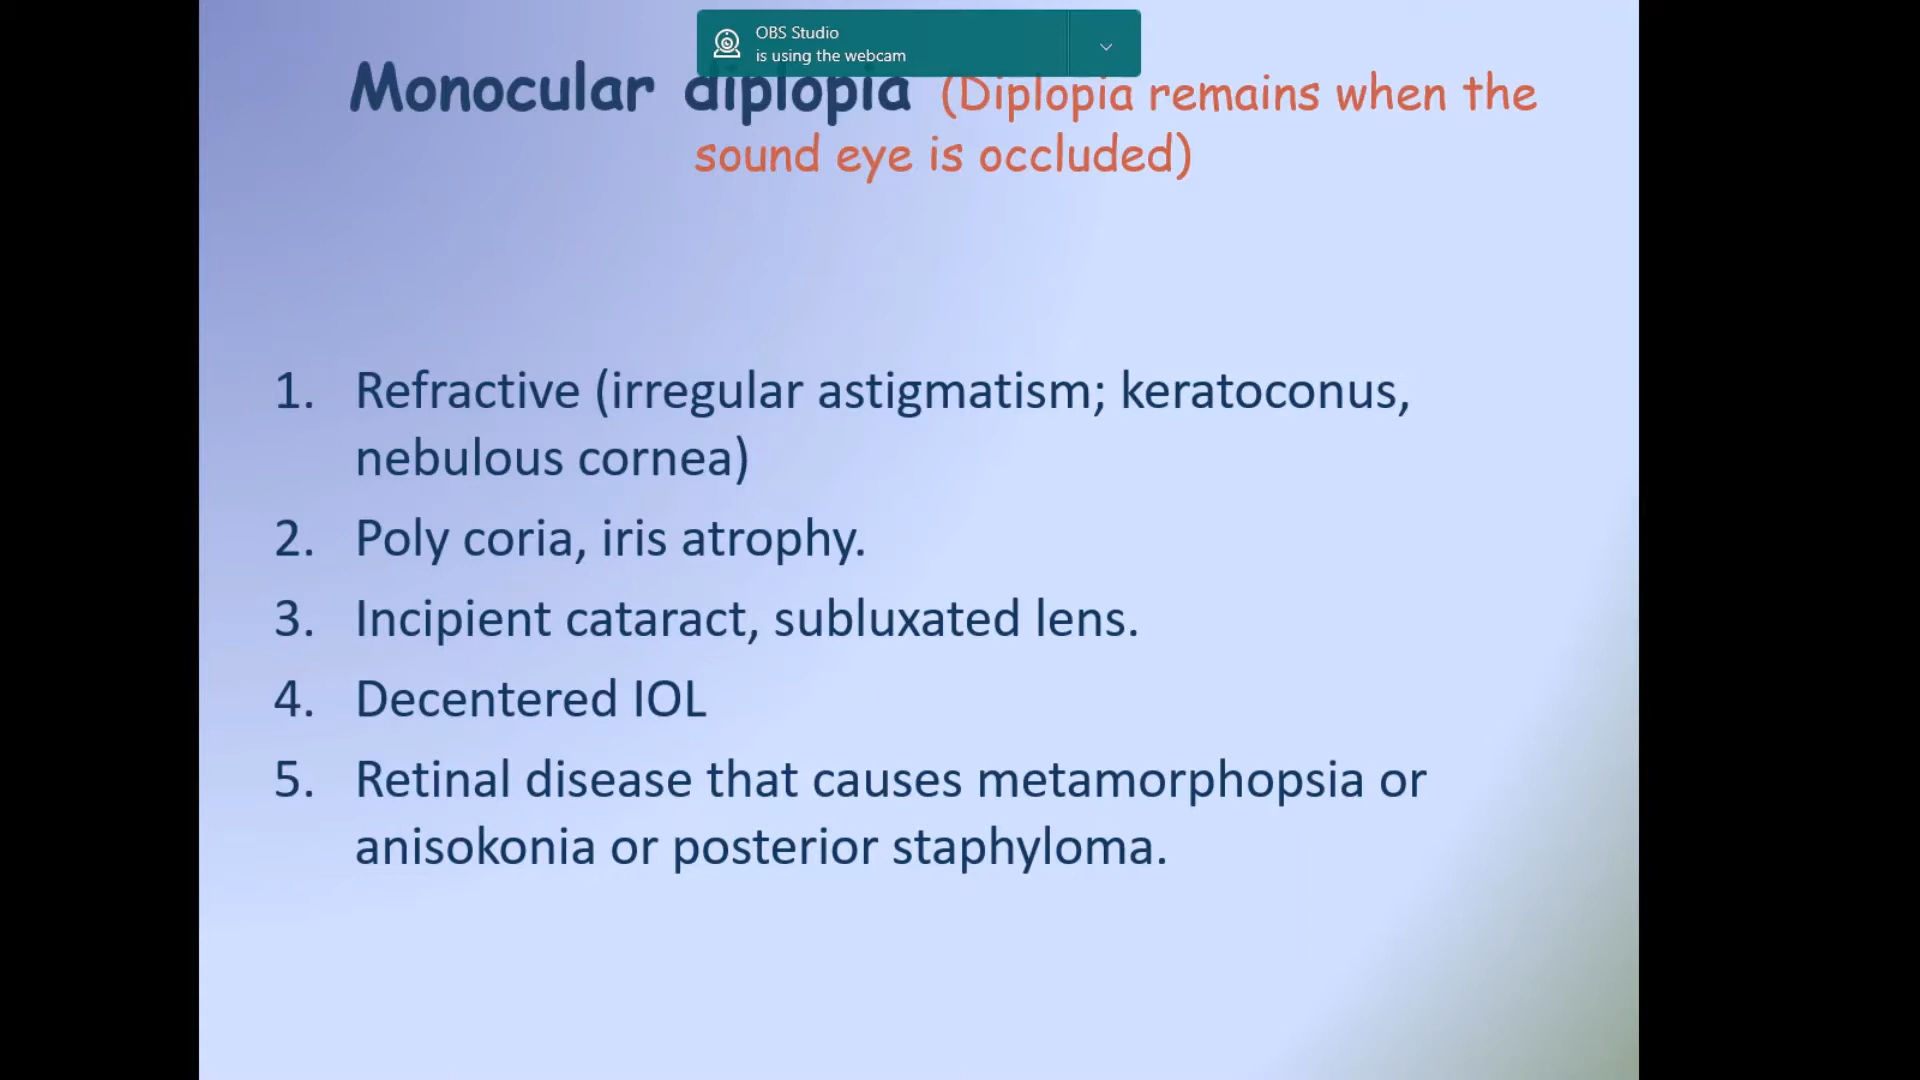 OBS Studio
is using the webcam
Monocular diplopia (Diplopia remains when the
sound eye is occluded)
1. Refractive (irregular astigmatism; keratoconus,
nebulous cornea)
2. Poly coria, iris atrophy.
3. Incipient cataract, subluxated lens.
4. Decentered IOL
5. Retinal disease that causes metamorphopsia or
anisokonia or posterior staphyloma.